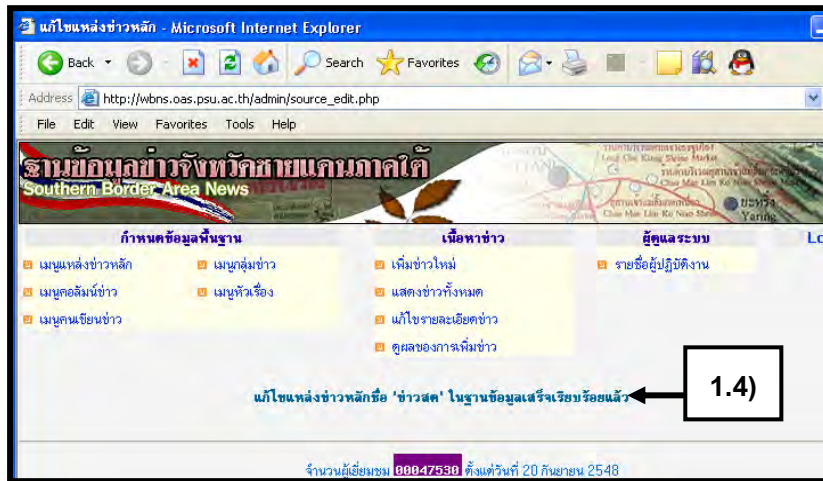 แก้ไขแหล่งข่าวหลัก - Microsoft Internet Explorer
Back Search Favorites
Address http://wbns.oas.psu.ac.th/admin/source_edit.php
File Edit View Favorites Tools Help
ฐานข้อมูลข่าวจังหวัดชายแดนภาคใต้
Southern Border Area News
ยะหริ่ง
Yaring
กำหนดข้อมูลพื้นฐาน เนื้อหาข่าว ผู้ดูแลระบบ Lo
เมนูแหล่งข่าวหลัก เมนูกลุ่มข่าว เพิ่มข่าวใหม่ รายชื่อผู้ปฏิบัติงาน
เมนูคอลัมน์ข่าว เมนูหัวเรื่อง แสดงข่าวทั้งหมด
เมนูคนเขียนข่าว แก้ไขรายละเอียดข่าว
ดูผลของการเพิ่มข่าว
แก้ไขแหล่งข่าวหลักชื่อ 'ข่าวสด' ในฐานข้อมูลเสร็จเรียบร้อยแล้ว
1.4)
จำนวนผู้เยี่ยมชม 00047530 ตั้งแต่วันที่ 20 กันยายน 2548